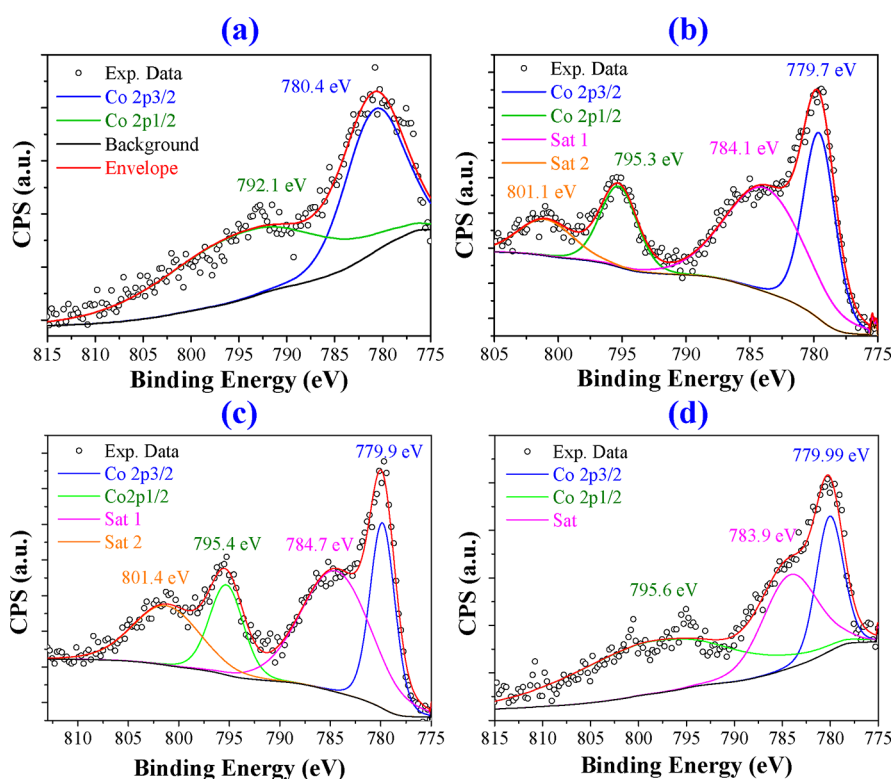 (a)
CPS (a.u.)
Exp. Data
Co 2p3/2
Co 2p1/2
Background
Envelope
780.4 eV
792.1 eV
815 810 805 800 795 790 785 780 775
Binding Energy (eV)
(b)
CPS (a.u.)
Exp. Data
Co 2p3/2
Co 2p1/2
Sat 1
Sat 2
779.7 eV
784.1 eV
795.3 eV
801.1 eV
805 800 795 790 785 780 775
Binding Energy (eV)
(c)
CPS (a.u.)
Exp. Data
Co 2p3/2
Co2p1/2
Sat 1
Sat 2
779.9 eV
784.7 eV
795.4 eV
801.4 eV
810 805 800 795 790 785 780 775
Binding Energy (eV)
(d)
CPS (a.u.)
Exp. Data
Co 2p3/2
Co 2p1/2
Sat
779.99 eV
783.9 eV
795.6 eV
815 810 805 800 795 790 785 780 775
Binding Energy (eV)